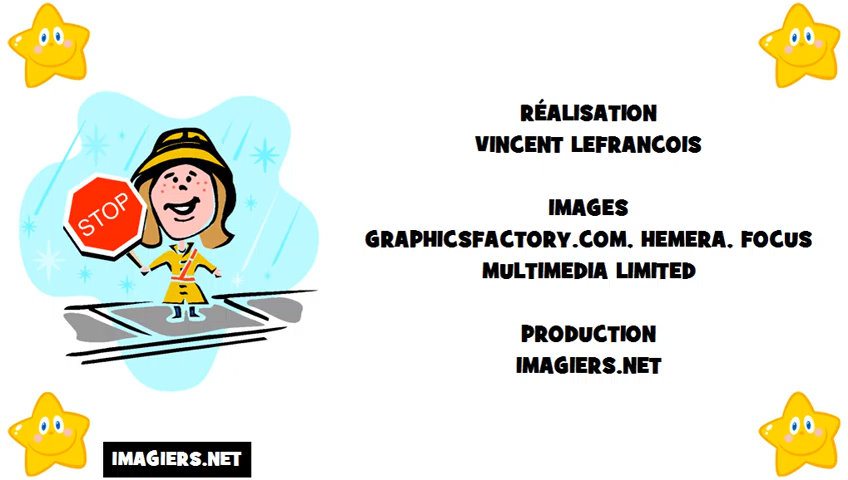 STOP
RÉALISATION
VINCENT LEFRANCOIS
IMAGES
GRAPHICSFACTORY.COM, HEMERA, FOCUS
MULTIMEDIA LIMITED
PRODUCTION
IMAGIERS.NET
IMAGIERS.NET